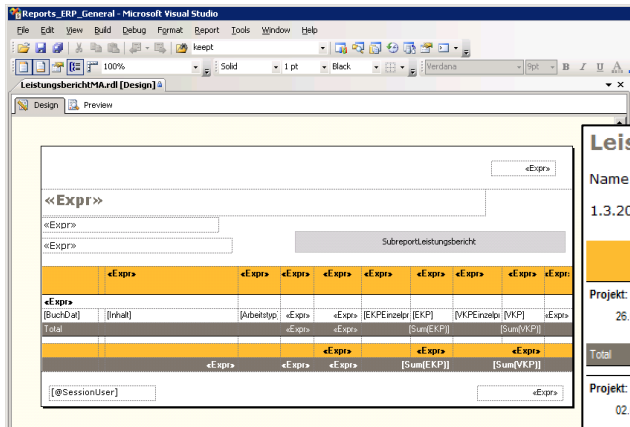 Reports_ERP_General - Microsoft Visual Studio
File Edit View Build Debug Format Report Tools Window Help
keept
100% Solid 1 pt Black Verdana 9pt B I U A
LeistungsberichtMA.rdl [Design]
Design Preview
«Expr»
«Expr»
«Expr»
«Expr»
SubreportLeistungsbericht
«Expr» «Expr» «Expr» «Expr» «Expr» «Expr» «Expr» «Expr» «Expr:
«Expr»
[BuchDat] [Inhalt] [Arbeitstyp «Expr» «Expr» [EKPEinzelpr [EKP] [VKPEinzelpr [VKP] «Expr»
Total «Expr» «Expr» [Sum(EKP)] [Sum(VKP)]
«Expr» «Expr» «Expr»
«Expr» «Expr» «Expr» [Sum(EKP)] [Sum(VKP)]
[@SessionUser] «Expr»
Leis
Name
1.3.20
Projekt:
26.
Total
Projekt:
02.